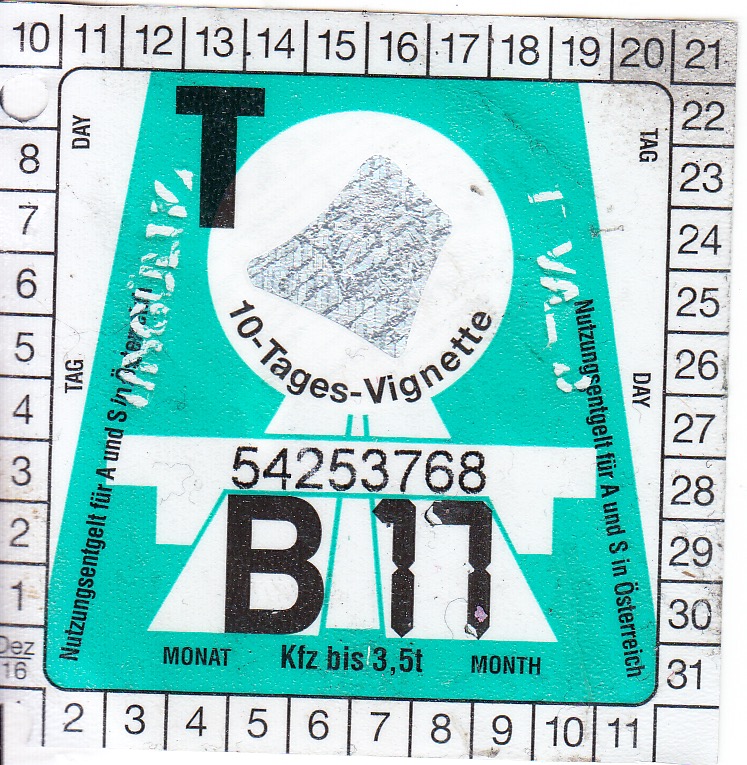 10 11 12 13 14 15 16 17 18 19 20 21
22
23
24
25
26
27
28
29
30
31
8
7
6
5
4
3
2
1
Dez
16
2 3 4 5 6 7 8 9 10 11
DAY
TAG
TAG
DAY
T
10-Tages-Vignette
Nutzungsentgelt für A und S in Österreich
Nutzungsentgelt für A und S in Österreich
54253768
B 17
MONAT Kfz bis 3,5t MONTH